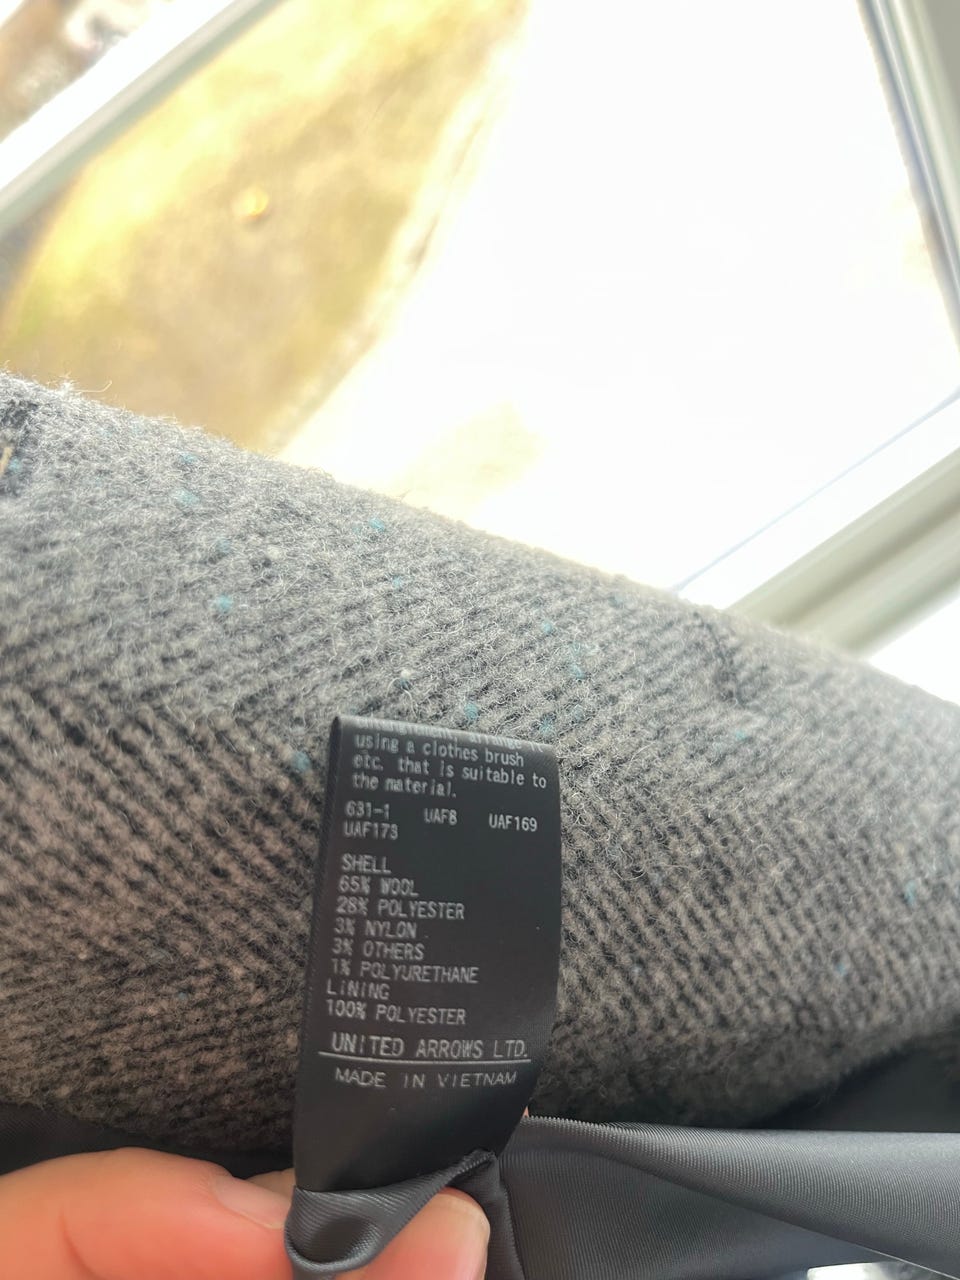 using a clothes brush
etc. that is suitable to
the material.
631-1 UAF8 UAF169
UAF173
SHELL
65% WOOL
28% POLYESTER
3% NYLON
3% OTHERS
1% POLYURETHANE
LINING
100% POLYESTER
UNITED ARROWS LTD.
MADE IN VIETNAM